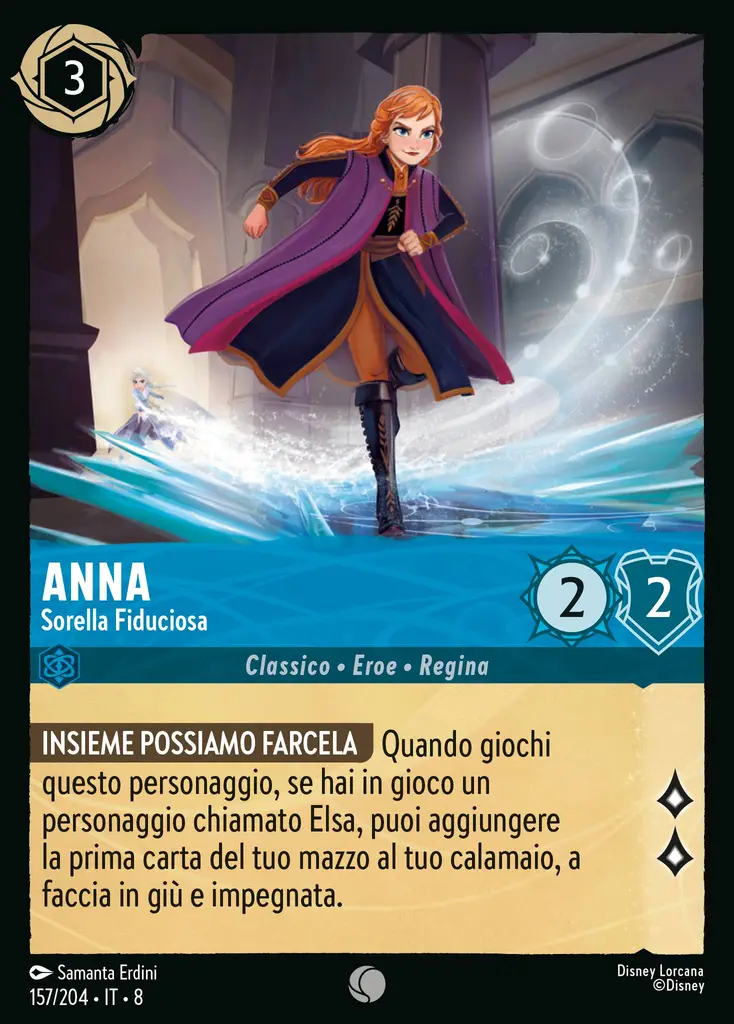 3
ANNA
Sorella Fiduciosa
2
2
Classico • Eroe • Regina
INSIEME POSSIAMO FARCELA Quando giochi
questo personaggio, se hai in gioco un
personaggio chiamato Elsa, puoi aggiungere
la prima carta del tuo mazzo al tuo calamaio, a
faccia in giù e impegnata.
Samanta Erdini
157/204 • IT • 8
Disney Lorcana
©Disney